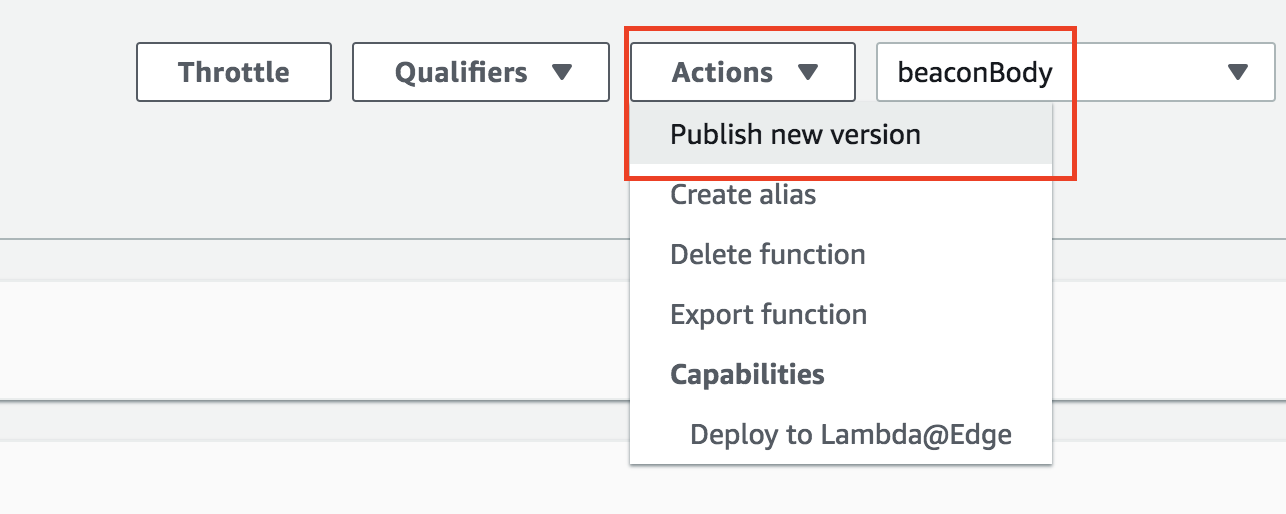 Throttle Qualifiers Actions beaconBody
Publish new version
Create alias
Delete function
Export function
Capabilities
Deploy to Lambda@Edge